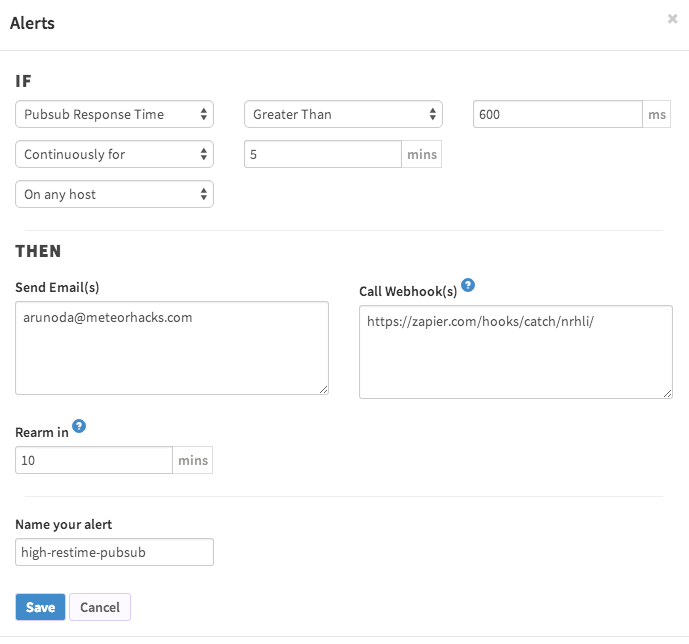 Alerts ×
IF
Pubsub Response Time Greater Than 600 ms
Continuously for 5 mins
On any host
THEN
Send Email(s) Call Webhook(s) ?
arunoda@meteorhacks.com https://zapier.com/hooks/catch/nrhli/
Rearm in ?
10 mins
Name your alert
high-restime-pubsub
Save Cancel